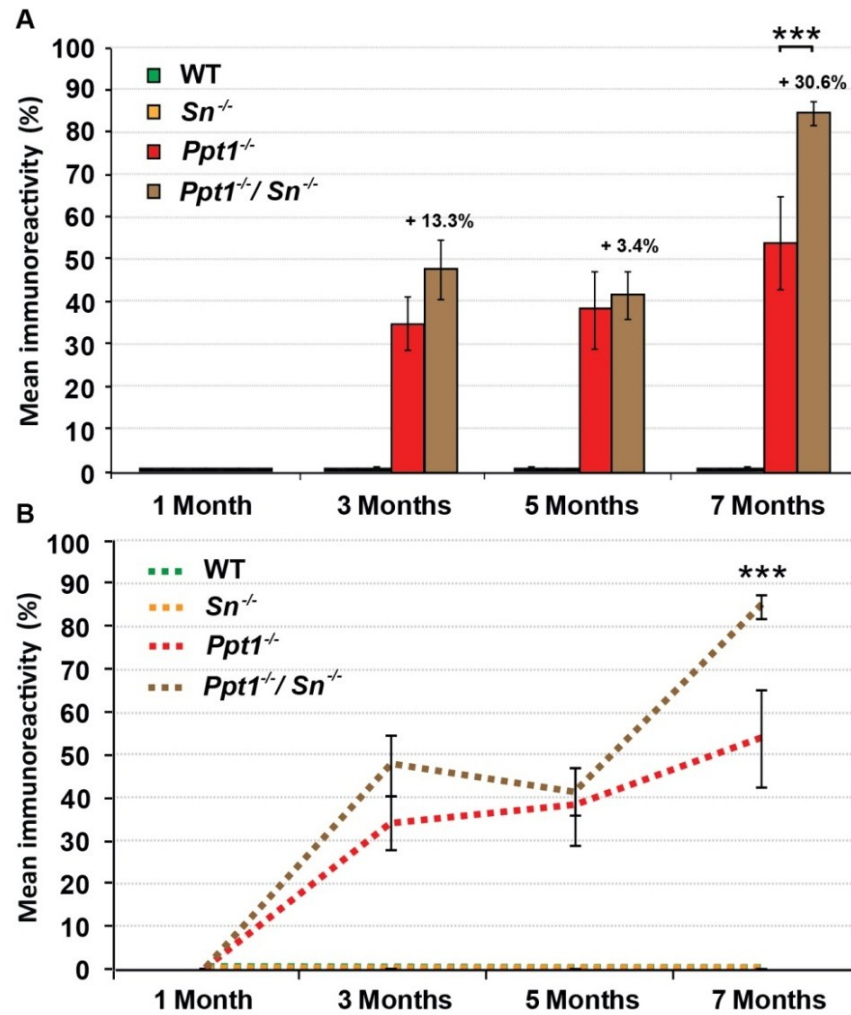 A
Mean immunoreactivity (%)
100
90
80
70
60
50
40
30
20
10
0
WT
Sn-/-
Ppt1-/-
Ppt1-/-/ Sn-/-
+ 13.3%
+ 3.4%
***
+ 30.6%
1 Month 3 Months 5 Months 7 Months
B
Mean immunoreactivity (%)
100
90
80
70
60
50
40
30
20
10
0
WT
Sn-/-
Ppt1-/-
Ppt1-/-/ Sn-/-
***
1 Month 3 Months 5 Months 7 Months